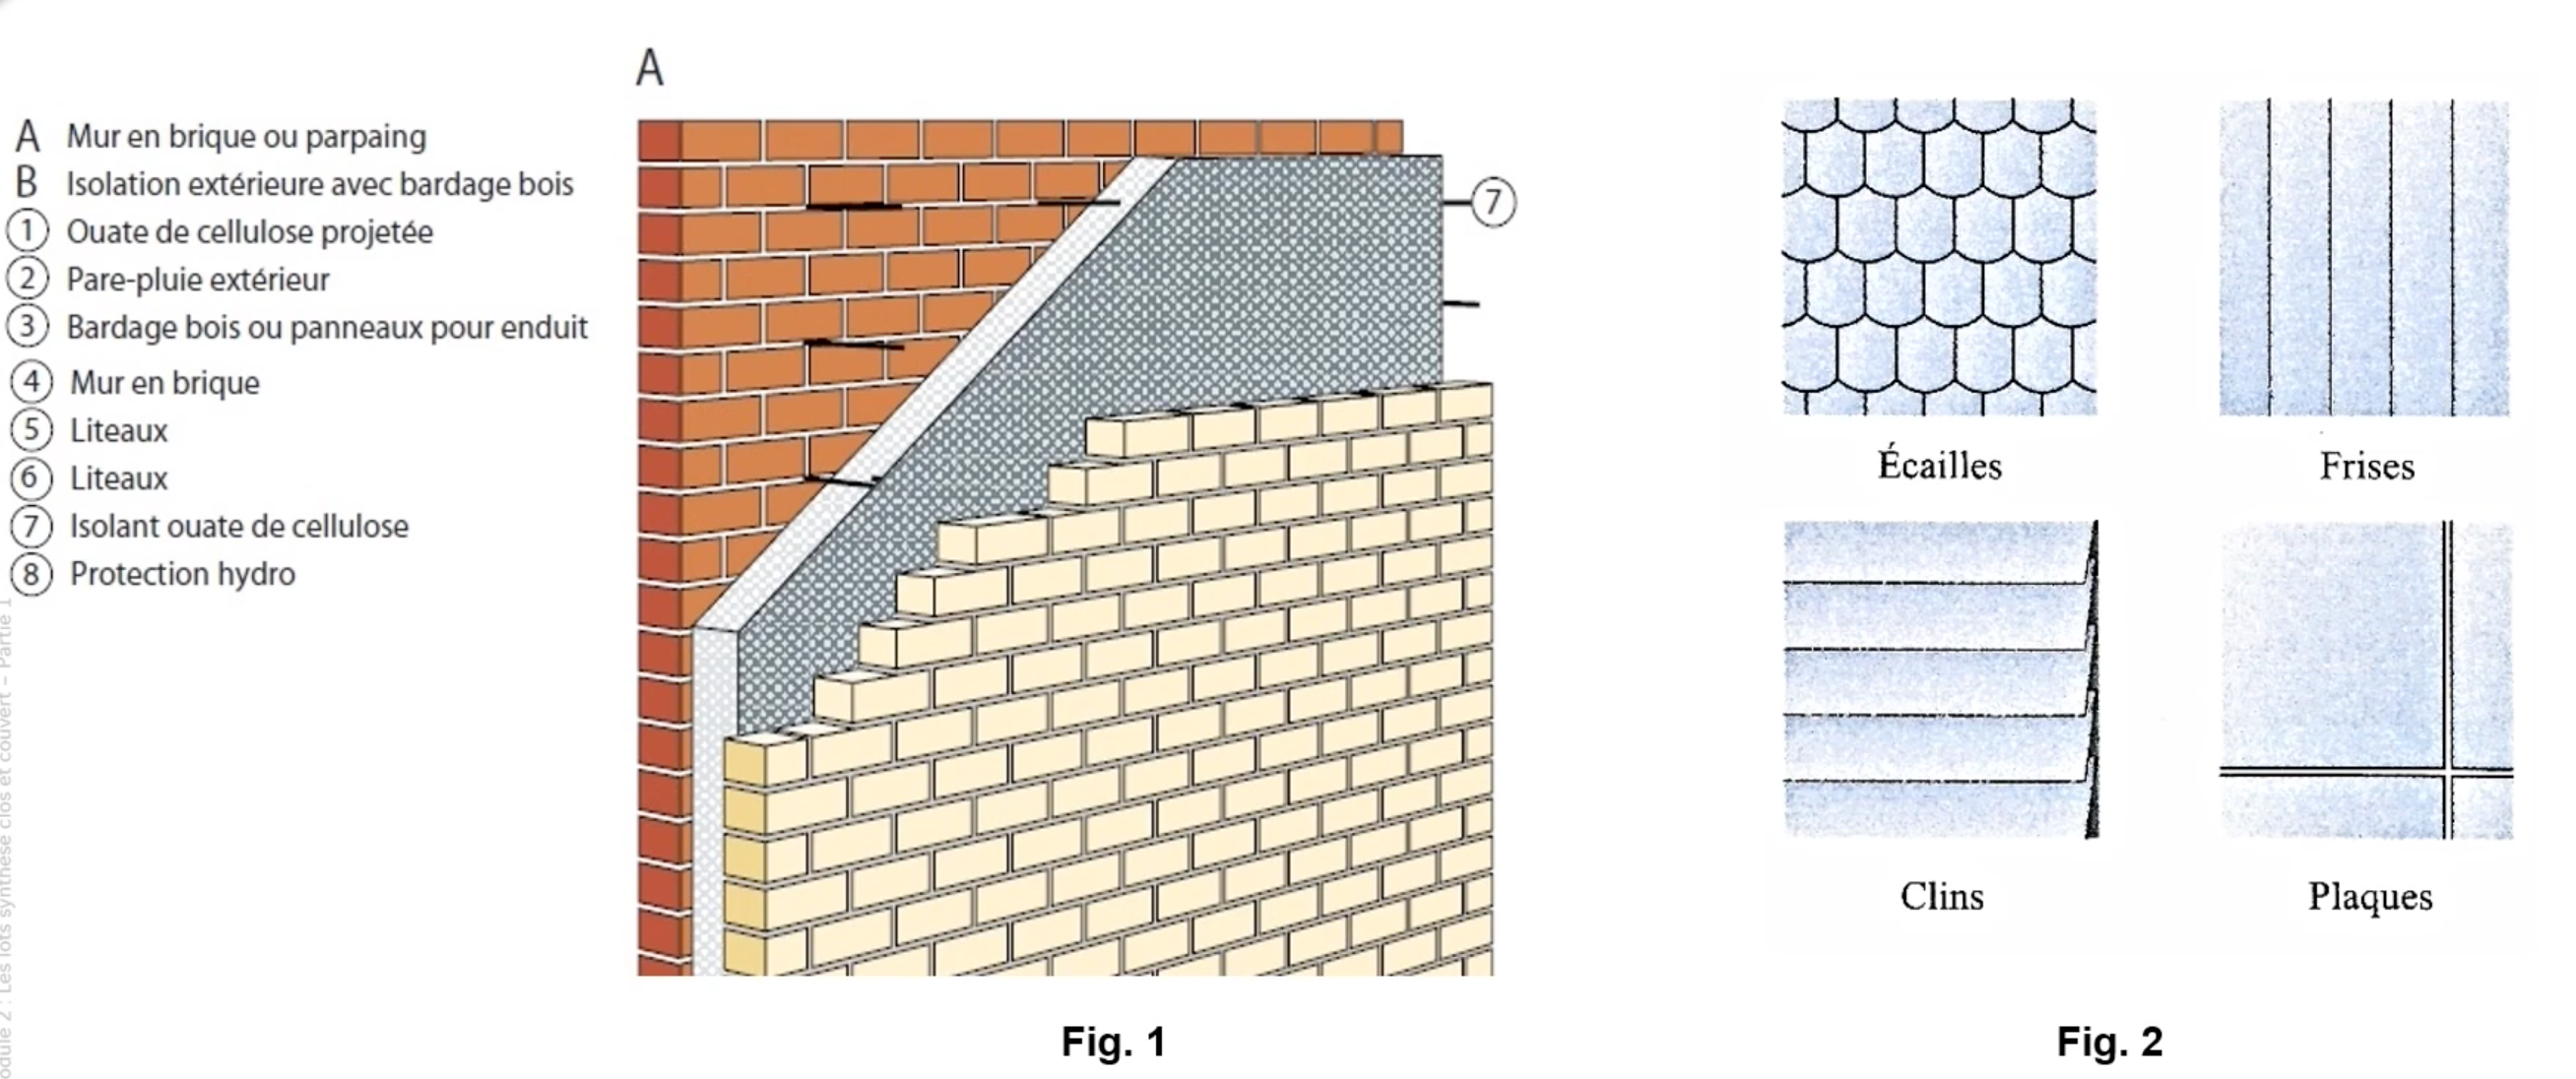 A
A Mur en brique ou parpaing
B Isolation extérieure avec bardage bois
1 Ouate de cellulose projetée
2 Pare-pluie extérieur
3 Bardage bois ou panneaux pour enduit
4 Mur en brique
5 Liteaux
6 Liteaux
7 Isolant ouate de cellulose
8 Protection hydro
7
Fig. 1
Écailles
Frises
Clins
Plaques
Fig. 2
odule 2 : Les lots synthèse clos et couvert – Partie 1